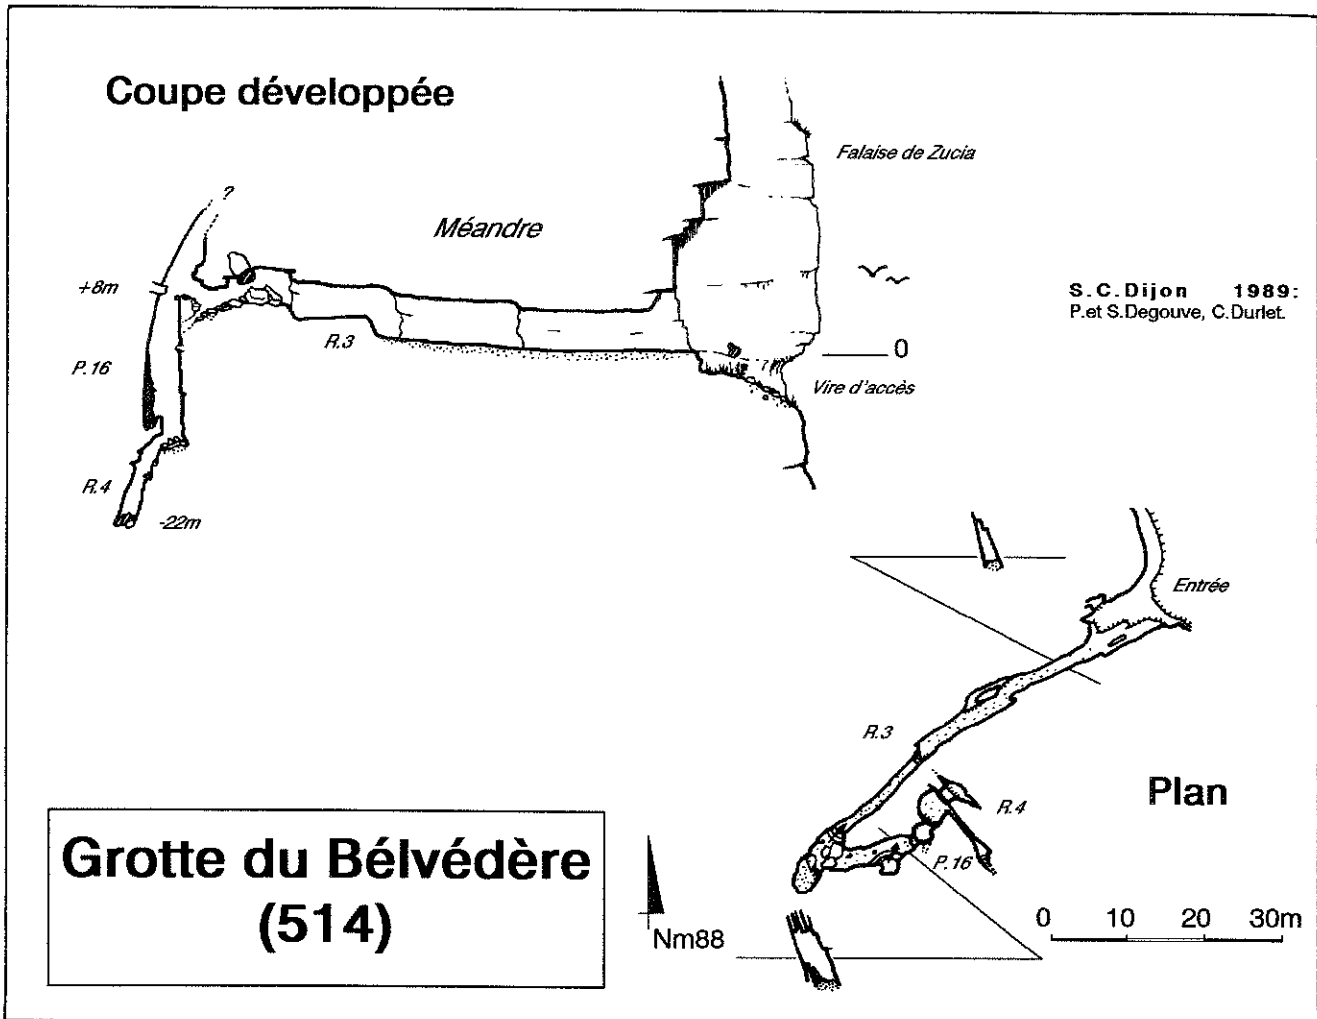 Coupe développée
Falaise de Zucia
?
Méandre
+8m
S.C.Dijon 1989:
P.et S.Degouve, C.Durlet.
R.3
0
P.16
Vire d'accès
R.4
-22m
Entrée
R.3
Plan
R.4
P.16
Grotte du Bélvédère
(514)
Nm88
0 10 20 30m